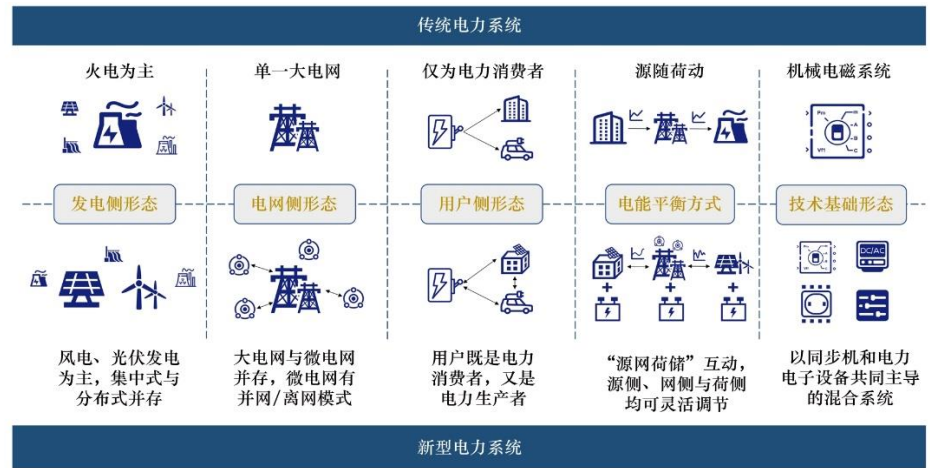 传统电力系统
火电为主
单一大电网
仅为电力消费者
源随荷动
机械电磁系统
发电侧形态
电网侧形态
用户侧形态
电能平衡方式
技术基础形态
DC/AC
风电、光伏发电
为主，集中式与
分布式并存
大电网与微电网
并存，微电网有
并网/离网模式
用户既是电力
消费者，又是
电力生产者
“源网荷储”互动，
源侧、网侧与荷侧
均可灵活调节
以同步机和电力
电子设备共同主导
的混合系统
新型电力系统